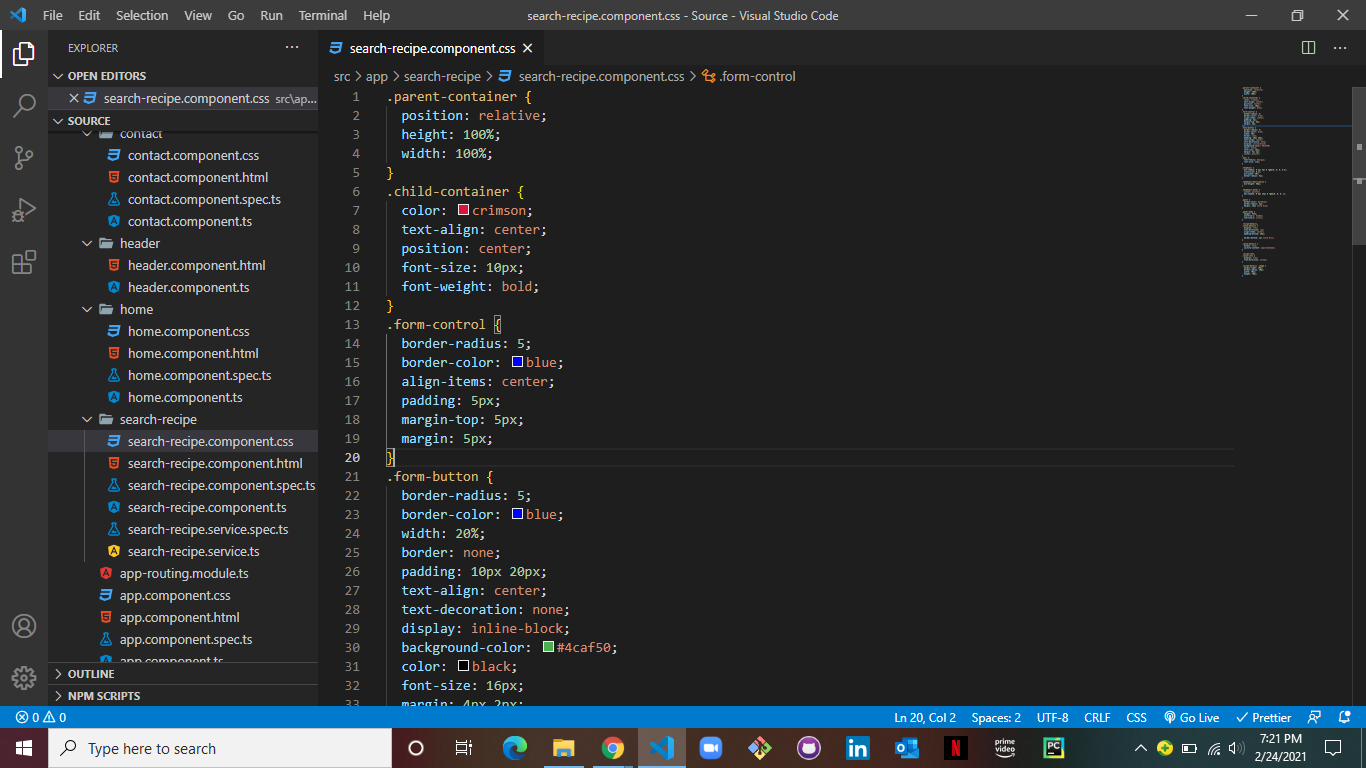 File Edit Selection View Go Run Terminal Help search-recipe.component.css - Source - Visual Studio Code
EXPLORER
OPEN EDITORS
search-recipe.component.css src\ap...
SOURCE
contact
contact.component.css
contact.component.html
contact.component.spec.ts
contact.component.ts
header
header.component.html
header.component.ts
home
home.component.css
home.component.html
home.component.spec.ts
home.component.ts
search-recipe
search-recipe.component.css
search-recipe.component.html
search-recipe.component.spec.ts
search-recipe.component.ts
search-recipe.service.spec.ts
search-recipe.service.ts
app-routing.module.ts
app.component.css
app.component.html
app.component.spec.ts
app.component.ts
OUTLINE
NPM SCRIPTS
search-recipe.component.css
src > app > search-recipe > search-recipe.component.css > .form-control
1 .parent-container {
2 position: relative;
3 height: 100%;
4 width: 100%;
5 }
6 .child-container {
7 color: crimson;
8 text-align: center;
9 position: center;
10 font-size: 10px;
11 font-weight: bold;
12 }
13 .form-control {
14 border-radius: 5;
15 border-color: blue;
16 align-items: center;
17 padding: 5px;
18 margin-top: 5px;
19 margin: 5px;
20 }
21 .form-button {
22 border-radius: 5;
23 border-color: blue;
24 width: 20%;
25 border: none;
26 padding: 10px 20px;
27 text-align: center;
28 text-decoration: none;
29 display: inline-block;
30 background-color: #4caf50;
31 color: black;
32 font-size: 16px;
33 margin: 4px 2px;
0 0 Ln 20, Col 2 Spaces: 2 UTF-8 CRLF CSS Go Live Prettier
Type here to search
in
N
prime video
PC
7:21 PM
2/24/2021